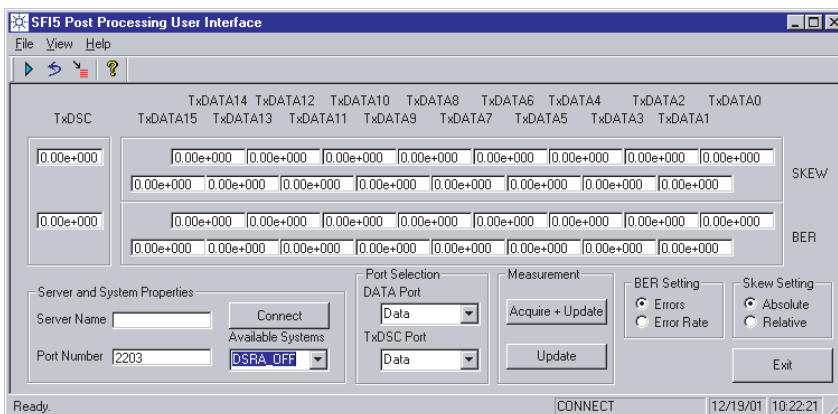 SFI5 Post Processing User Interface
File View Help
TxDATA14 TxDATA12 TxDATA10 TxDATA8 TxDATA6 TxDATA4 TxDATA2 TxDATA0
TxDSC TxDATA15 TxDATA13 TxDATA11 TxDATA9 TxDATA7 TxDATA5 TxDATA3 TxDATA1
0.00e+000 0.00e+000 0.00e+000 0.00e+000 0.00e+000 0.00e+000 0.00e+000 0.00e+000 0.00e+000
SKEW
0.00e+000 0.00e+000 0.00e+000 0.00e+000 0.00e+000 0.00e+000 0.00e+000 0.00e+000
0.00e+000 0.00e+000 0.00e+000 0.00e+000 0.00e+000 0.00e+000 0.00e+000 0.00e+000 0.00e+000
BER
0.00e+000 0.00e+000 0.00e+000 0.00e+000 0.00e+000 0.00e+000 0.00e+000 0.00e+000
Server and System Properties
Server Name
Connect
Available Systems
Port Number 2203
DSRA_OFF
Port Selection
DATA Port
Data
TxDSC Port
Data
Measurement
Acquire + Update
Update
BER Setting
Errors
Error Rate
Skew Setting
Absolute
Relative
Exit
Ready.
CONNECT
12/19/01 10:22:21